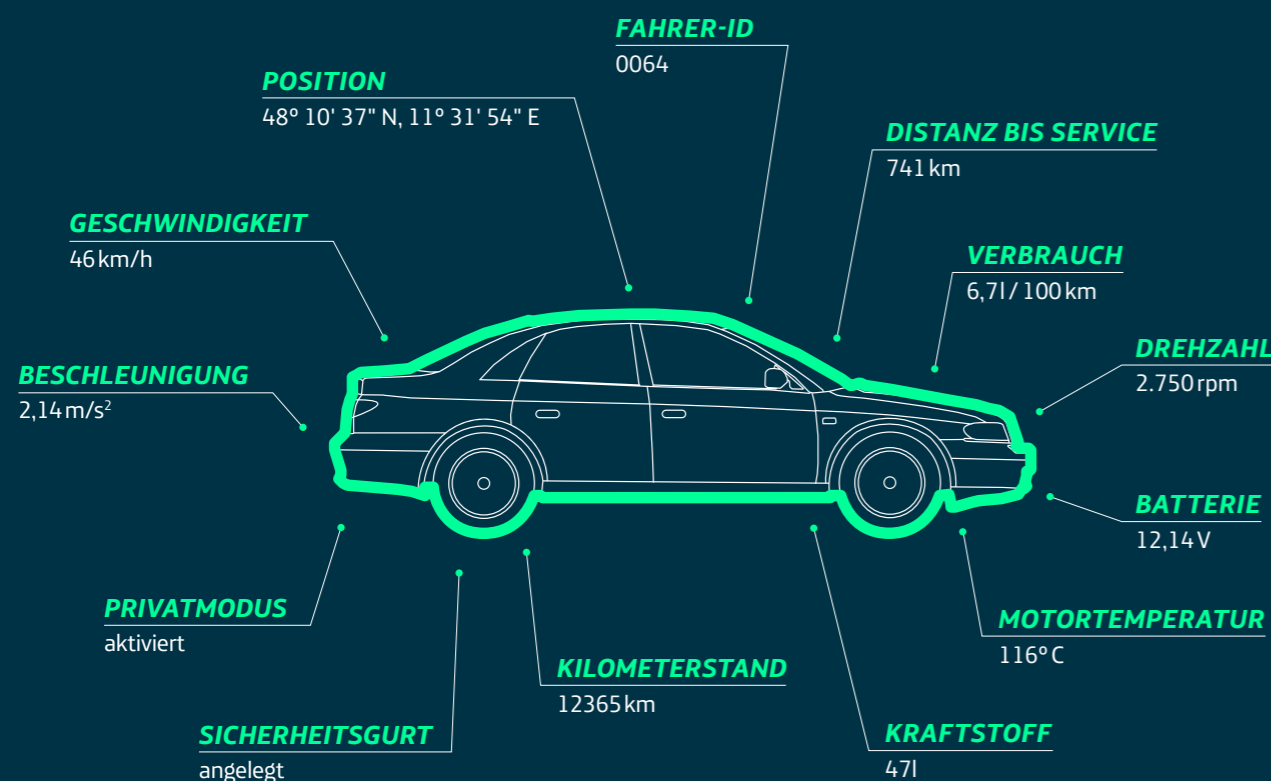 FAHRER-ID
0064
POSITION
48° 10' 37" N, 11° 31' 54" E
DISTANZ BIS SERVICE
741 km
GESCHWINDIGKEIT
46 km/h
VERBRAUCH
6,7l / 100 km
DREHZAHL
2.750 rpm
BESCHLEUNIGUNG
2,14 m/s²
BATTERIE
12,14 V
PRIVATMODUS
aktiviert
MOTORTEMPERATUR
116° C
KILOMETERSTAND
12365 km
SICHERHEITSGURT
angelegt
KRAFTSTOFF
47l